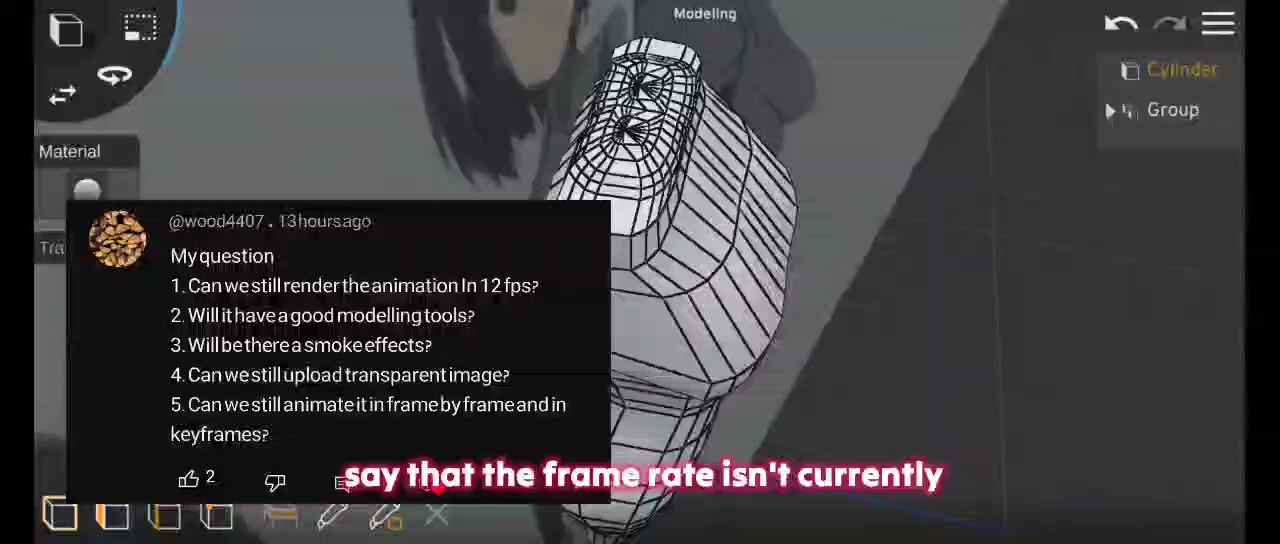 Modeling
Cylinder
Group
Material
Tra
@wood4407 . 13 hours ago
My question
1. Can we still render the animation In 12 fps?
2. Will it have a good modelling tools?
3. Will be there a smoke effects?
4. Can we still upload transparent image?
5. Can we still animate it in frame by frame and in
keyframes?
2
say that the frame rate isn't currently